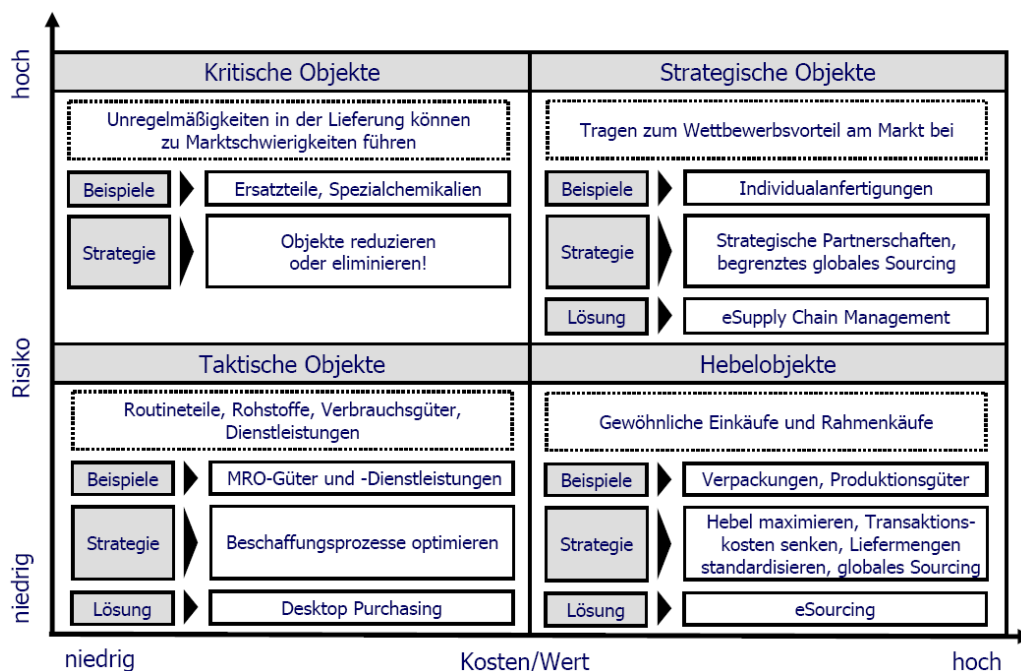 hoch
Kritische Objekte
Unregelmäßigkeiten in der Lieferung können
zu Marktschwierigkeiten führen
Beispiele
Ersatzteile, Spezialchemikalien
Strategie
Objekte reduzieren
oder eliminieren!
Strategische Objekte
Tragen zum Wettbewerbsvorteil am Markt bei
Beispiele
Individualanfertigungen
Strategie
Strategische Partnerschaften,
begrenztes globales Sourcing
Lösung
eSupply Chain Management
Risiko
Taktische Objekte
Routineteile, Rohstoffe, Verbrauchsgüter,
Dienstleistungen
Beispiele
MRO-Güter und -Dienstleistungen
Strategie
Beschaffungsprozesse optimieren
Lösung
Desktop Purchasing
Hebelobjekte
Gewöhnliche Einkäufe und Rahmenkäufe
Beispiele
Verpackungen, Produktionsgüter
Strategie
Hebel maximieren, Transaktions-
kosten senken, Liefermengen
standardisieren, globales Sourcing
Lösung
eSourcing
niedrig
niedrig
Kosten/Wert
hoch